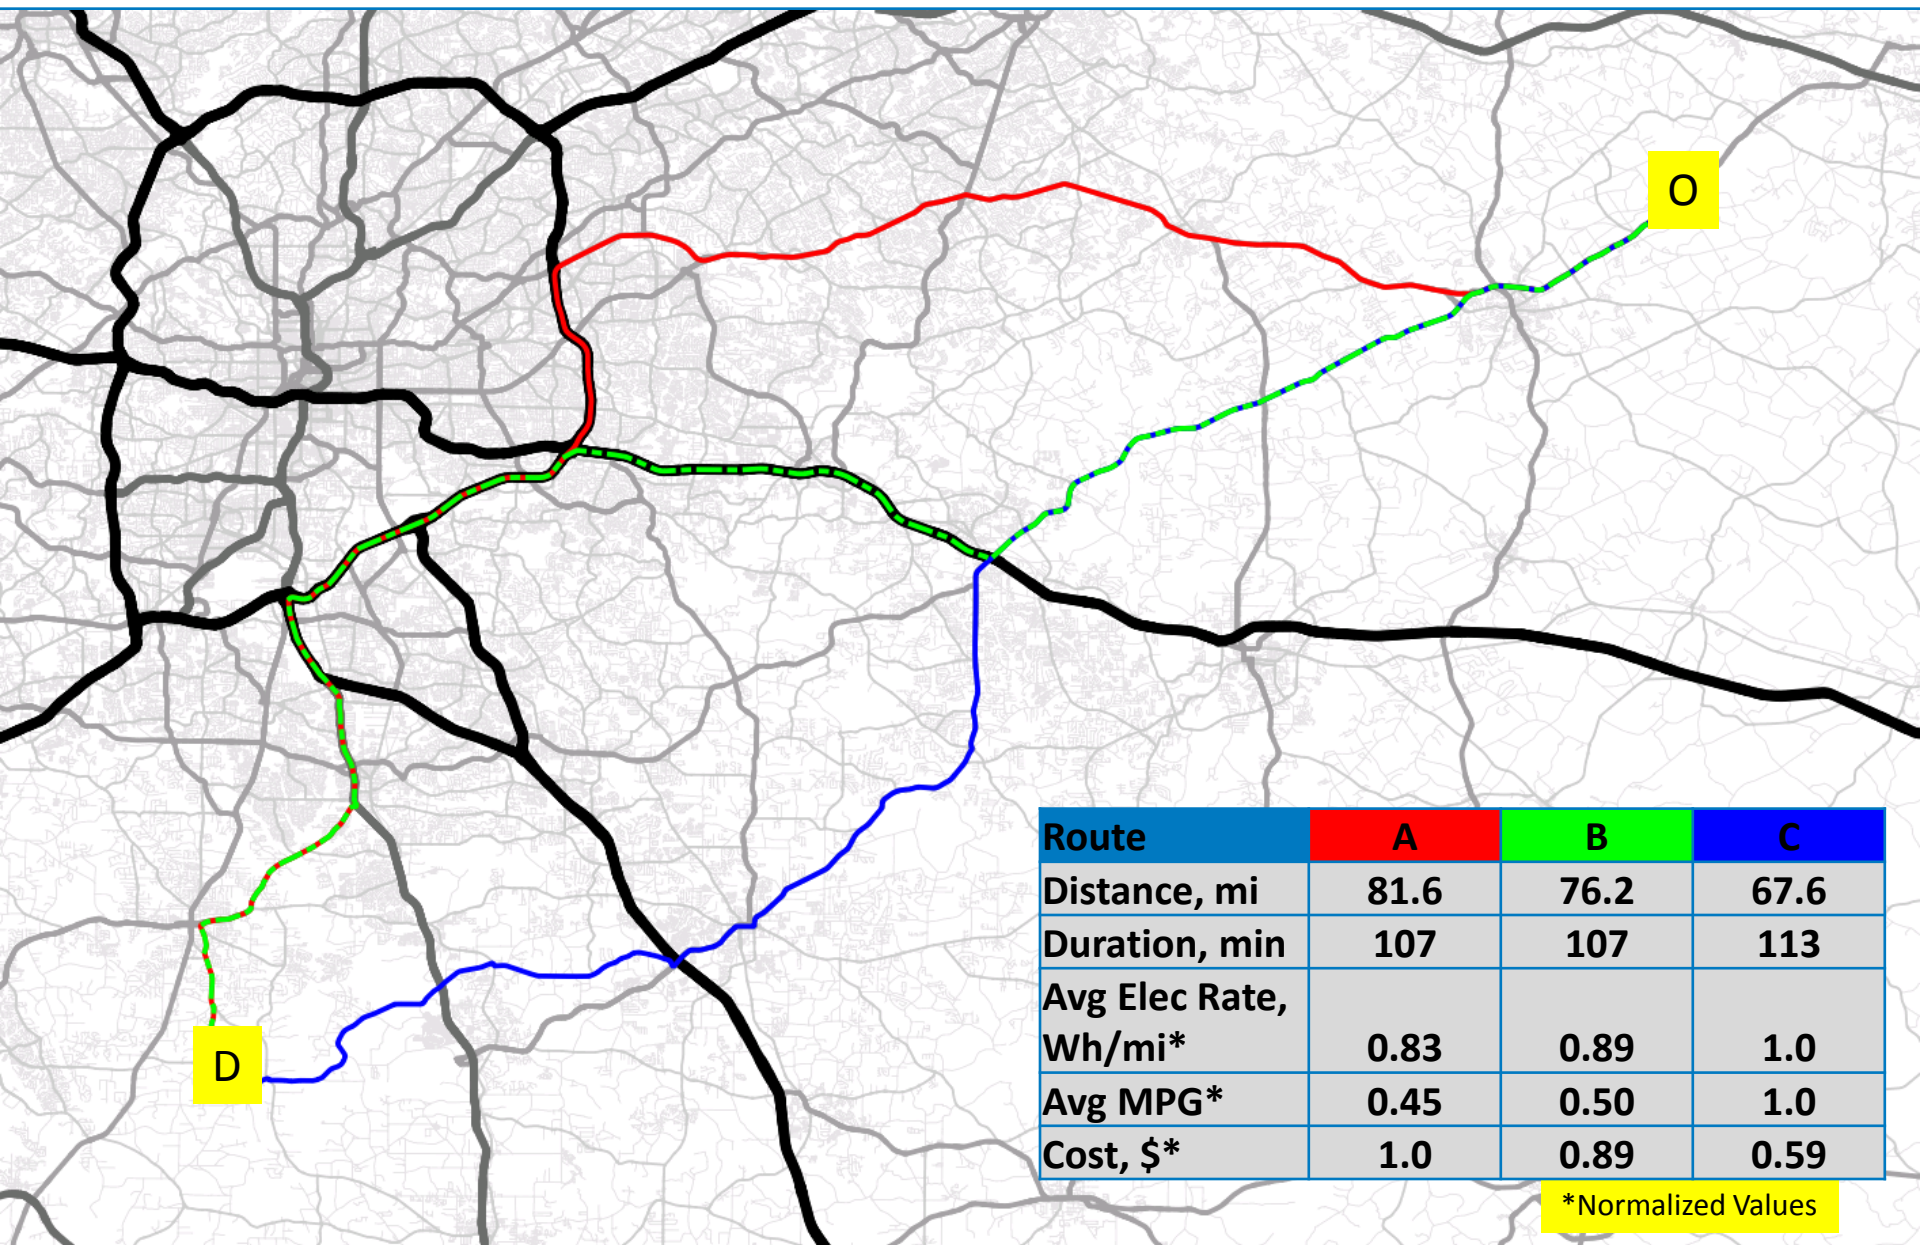 O
D
Route A B C
Distance, mi 81.6 76.2 67.6
Duration, min 107 107 113
Avg Elec Rate,
Wh/mi* 0.83 0.89 1.0
Avg MPG* 0.45 0.50 1.0
Cost, $* 1.0 0.89 0.59
*Normalized Values